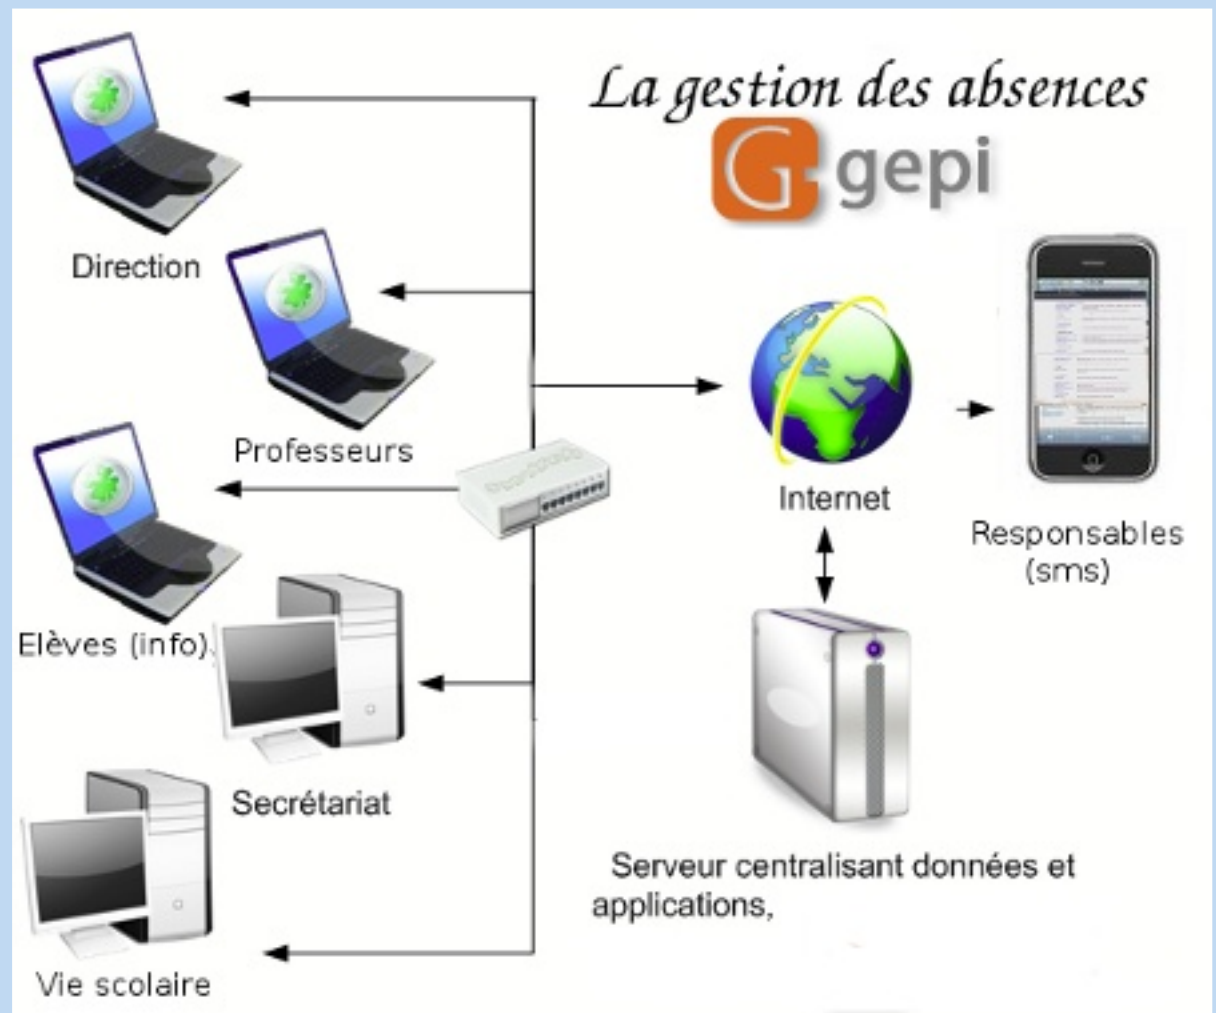 La gestion des absences
G gepi
Direction
Professeurs
Internet
Responsables
(sms)
Elèves (info).
Secrétariat
Serveur centralisant données et
applications,
Vie scolaire